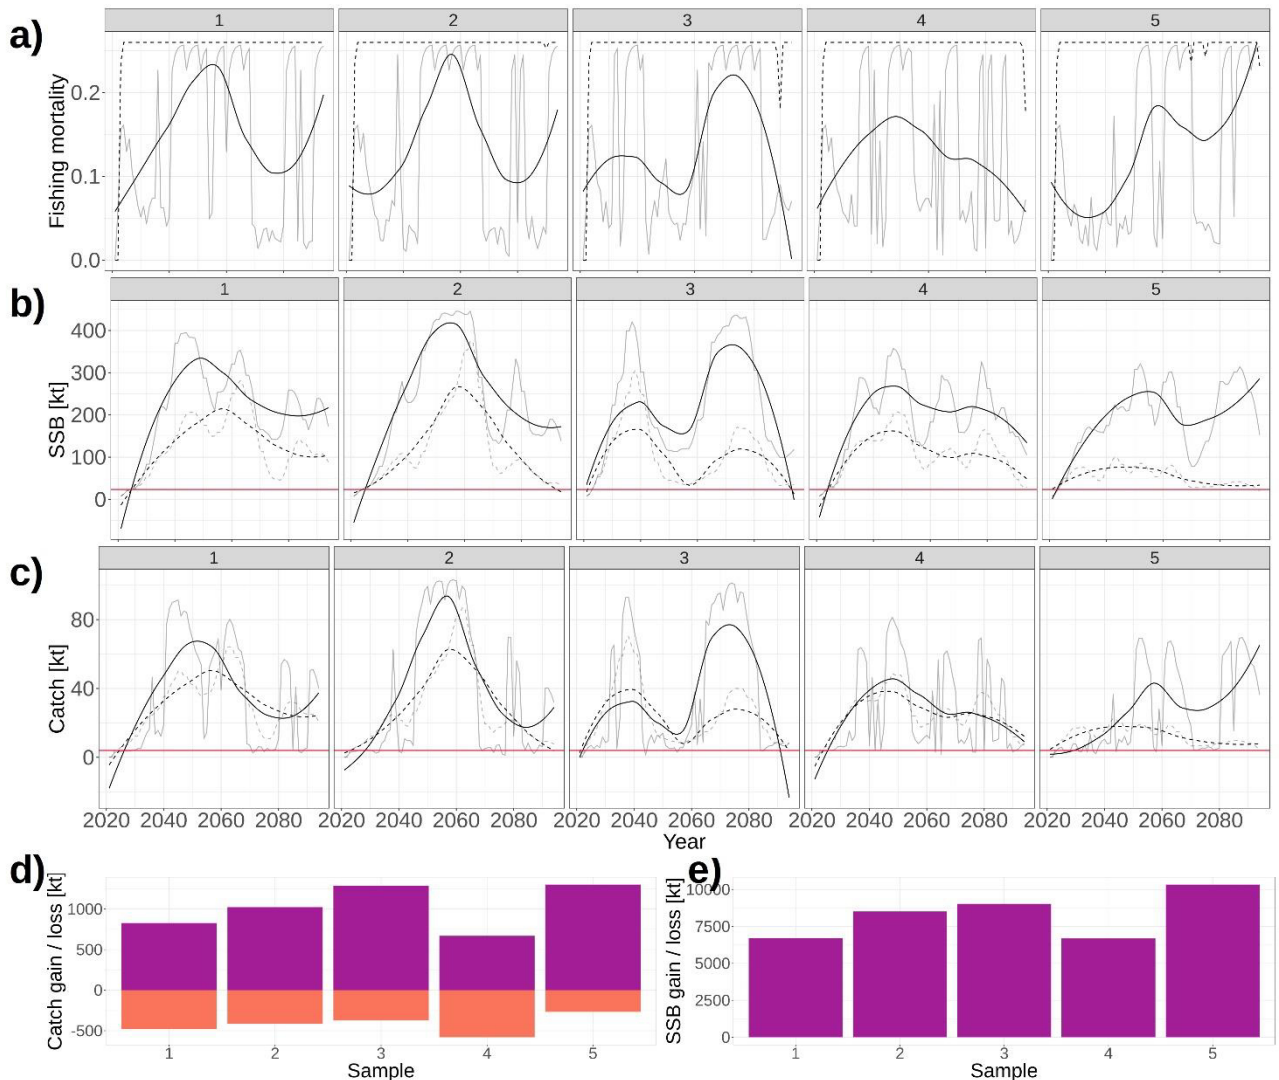 a)
1 2 3 4 5
Fishing mortality
0.2
0.1
0.0
b)
1 2 3 4 5
SSB [kt]
400
300
200
100
0
c)
1 2 3 4 5
Catch [kt]
80
40
0
2020 2040 2060 2080 2020 2040 2060 2080 2020 2040 2060 2080 2020 2040 2060 2080 2020 2040 2060 2080
Year
d)
Catch gain / loss [kt]
1000
500
0
-500
1 2 3 4 5
Sample
e)
SSB gain / loss [kt]
10000
7500
5000
2500
0
1 2 3 4 5
Sample